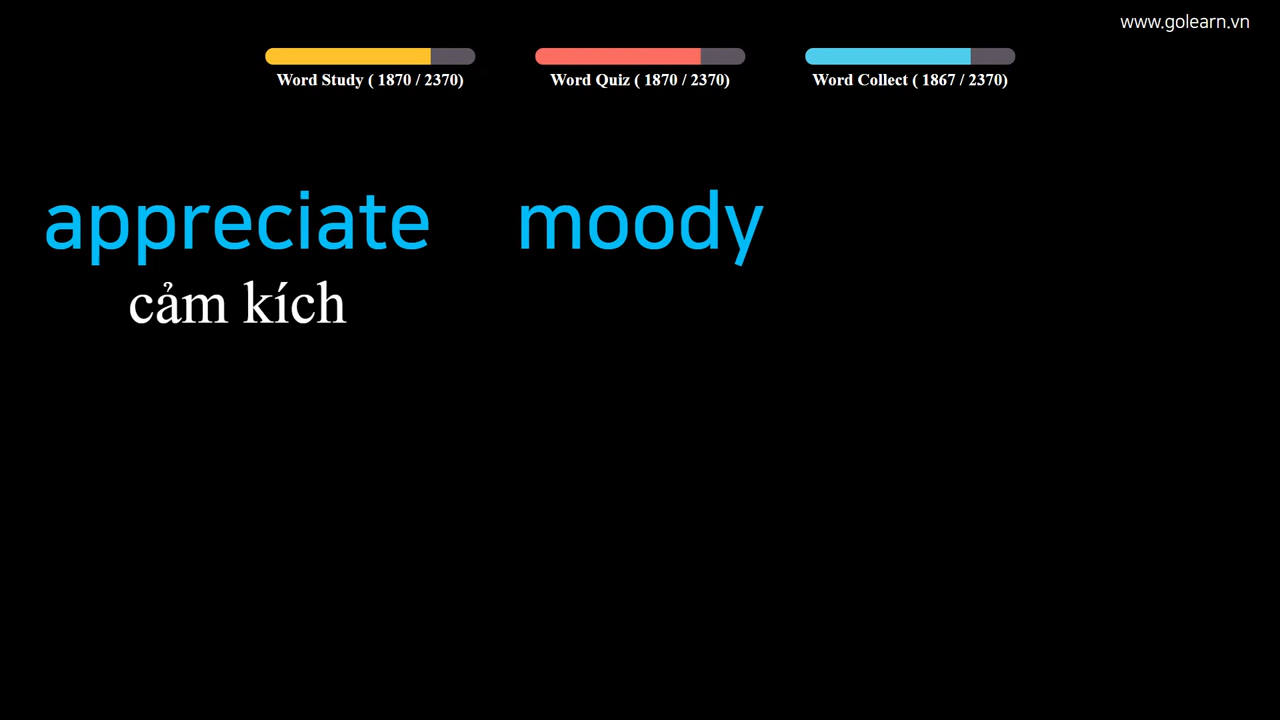 www.golearn.vn
Word Study ( 1870 / 2370)
Word Quiz ( 1870 / 2370)
Word Collect ( 1867 / 2370)
appreciate
cảm kích
moody